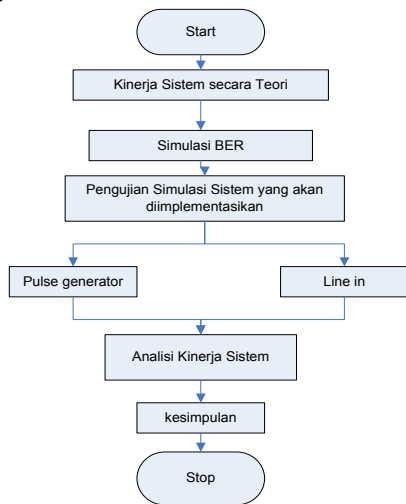 Start
Kinerja Sistem secara Teori
Simulasi BER
Pengujian Simulasi Sistem yang akan
diimplementasikan
Pulse generator
Line in
Analisi Kinerja Sistem
kesimpulan
Stop